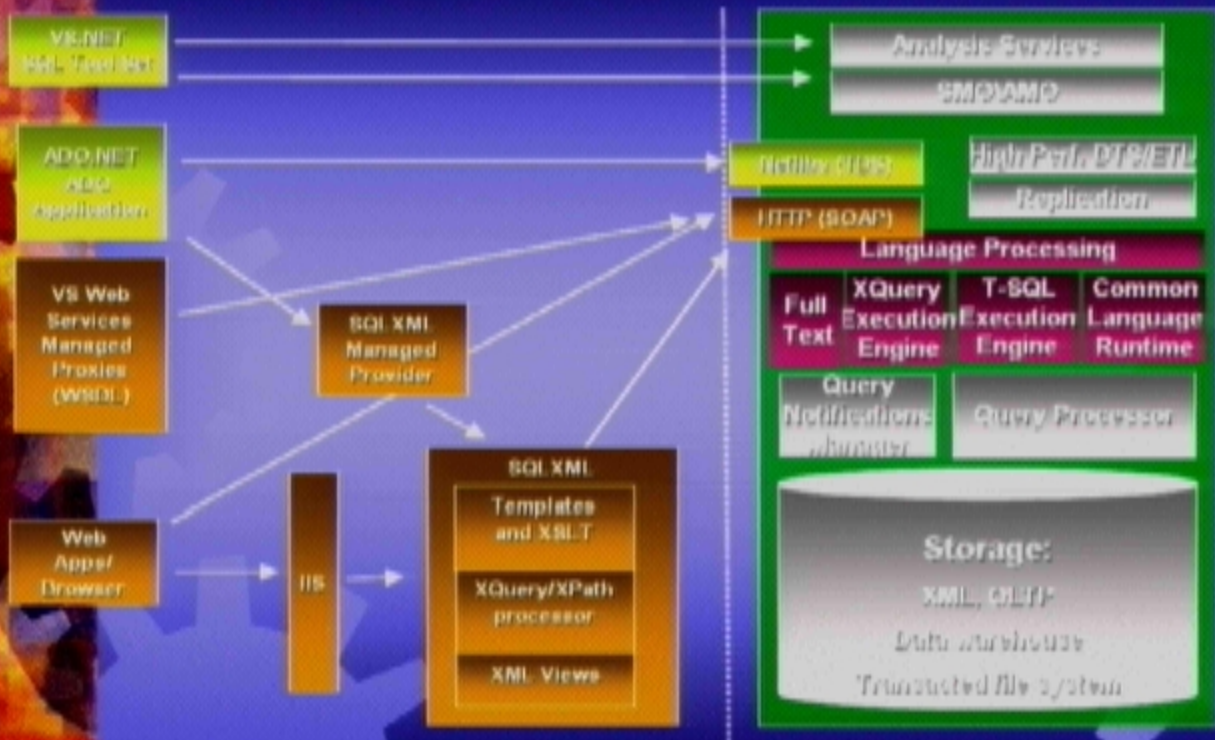 VS.NET
SQL Tool Set
ADO.NET
ADO
Application
VS Web
Services
Managed
Proxies
(WSDL)
Web
Apps/
Browser
SQLXML
Managed
Provider
IIS
SQLXML
Templates
and XSLT
XQuery/XPath
processor
XML Views
Analysis Services
SMO\AMO
Netlibs (TDS)
HTTP (SOAP)
High Perf. DTS/ETL
Replication
Language Processing
Full
Text
XQuery
Execution
Engine
T-SQL
Execution
Engine
Common
Language
Runtime
Query
Notifications
Manager
Query Processor
Storage:
XML, OLTP
Data warehouse
Transacted file system